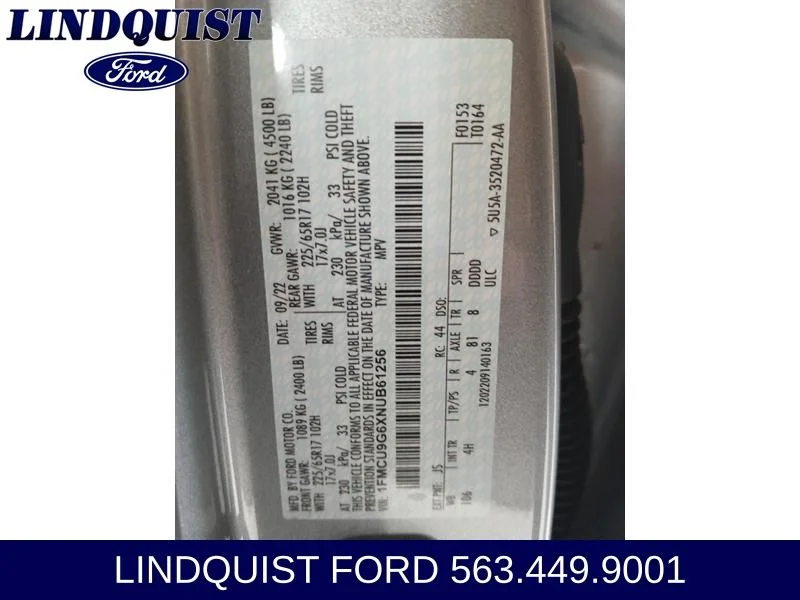 LINDQUIST
Ford
MFD. BY FORD MOTOR CO.
DATE: 09/22 GVWR: 2041 KG ( 4500 LB)
FRONT GAWR: 1089 KG ( 2400 LB) REAR GAWR: 1016 KG ( 2240 LB)
WITH 225/65R17 102H TIRES WITH 225/65R17 102H TIRES
17x7.0J RIMS 17x7.0J RIMS
AT 230 kPa/ 33 PSI COLD AT 230 kPa/ 33 PSI COLD
THIS VEHICLE CONFORMS TO ALL APPLICABLE FEDERAL MOTOR VEHICLE SAFETY AND THEFT
PREVENTION STANDARDS IN EFFECT ON THE DATE OF MANUFACTURE SHOWN ABOVE.
VIN: 1FMCU9G6XNUB61256 TYPE: MPV
F0153
T0164
EXT PNT: JS RC: 44 DSO:
WB INT TR TP/PS R AXLE TR SPR
106 4H 4 81 8 DDDD
1202209140163 ULC
5U5A-3520472-AA
LINDQUIST FORD 563.449.9001